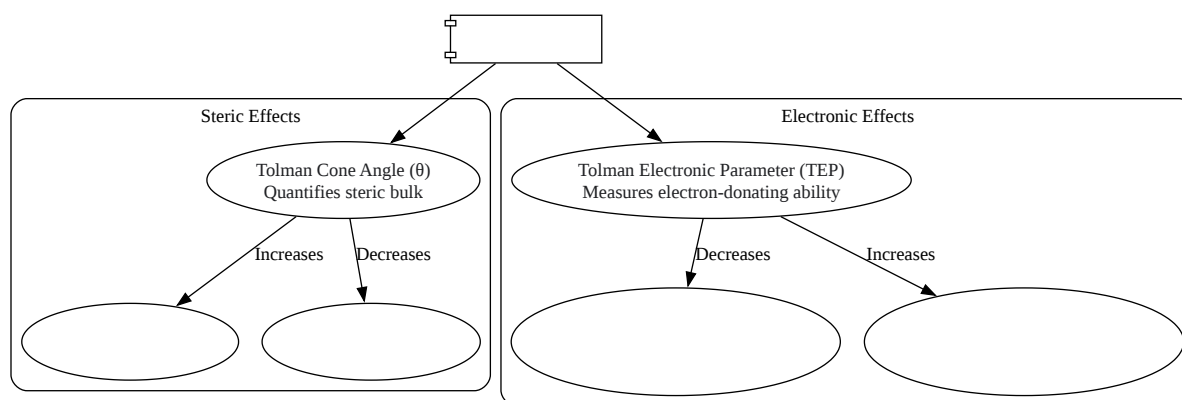 Steric Effects
Electronic Effects
Tolman Cone Angle (θ)
Quantifies steric bulk
Tolman Electronic Parameter (TEP)
Measures electron-donating ability
Increases
Decreases
Decreases
Increases